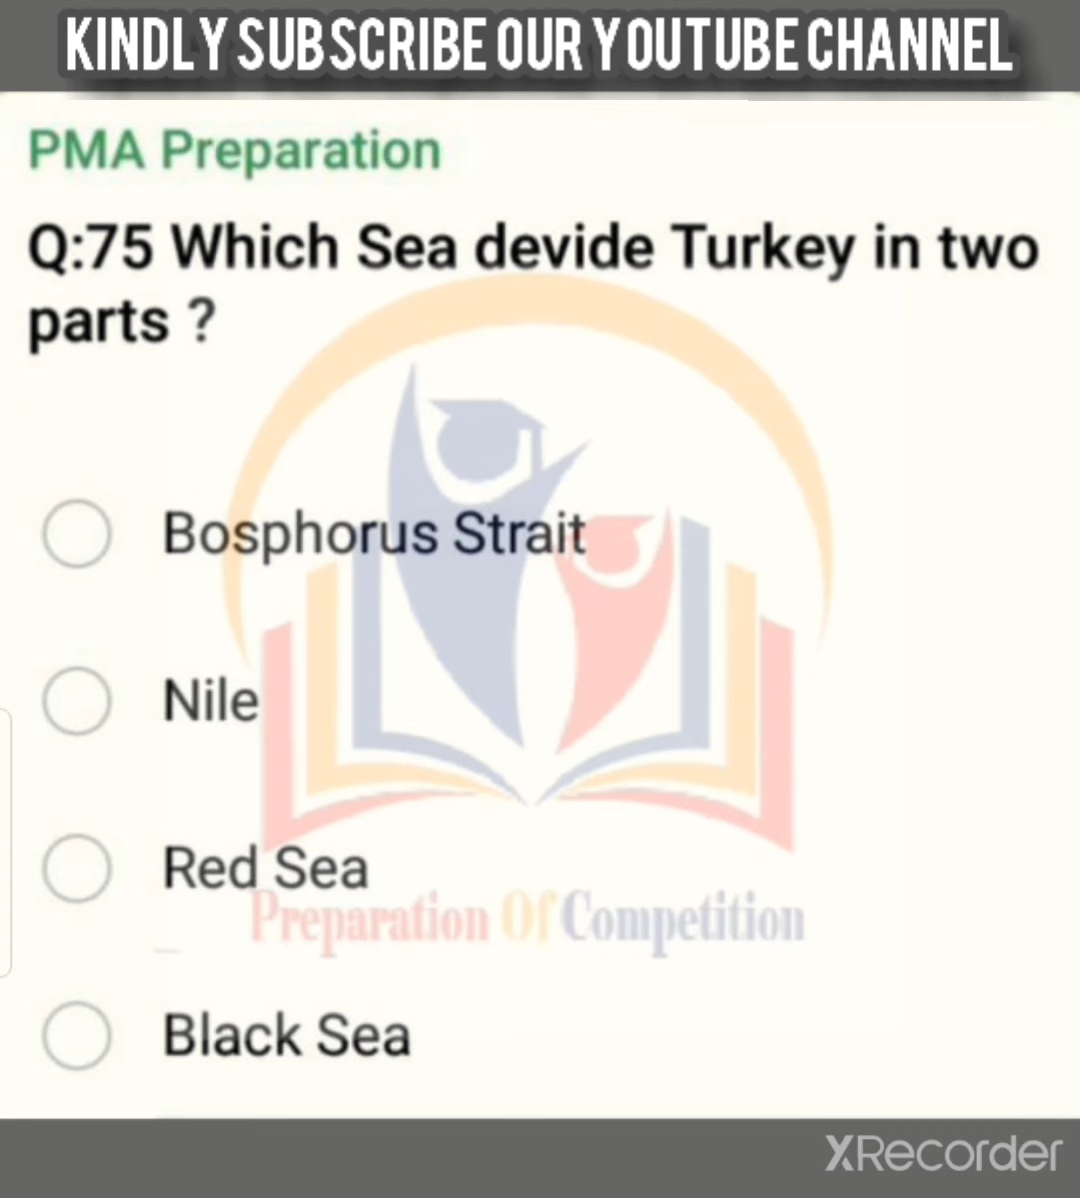 KINDLY SUBSCRIBE OUR YOUTUBE CHANNEL
PMA Preparation
Q:75 Which Sea devide Turkey in two
parts ?
Bosphorus Strait
Nile
Red Sea
Preparation Of Competition
Black Sea
XRecorder